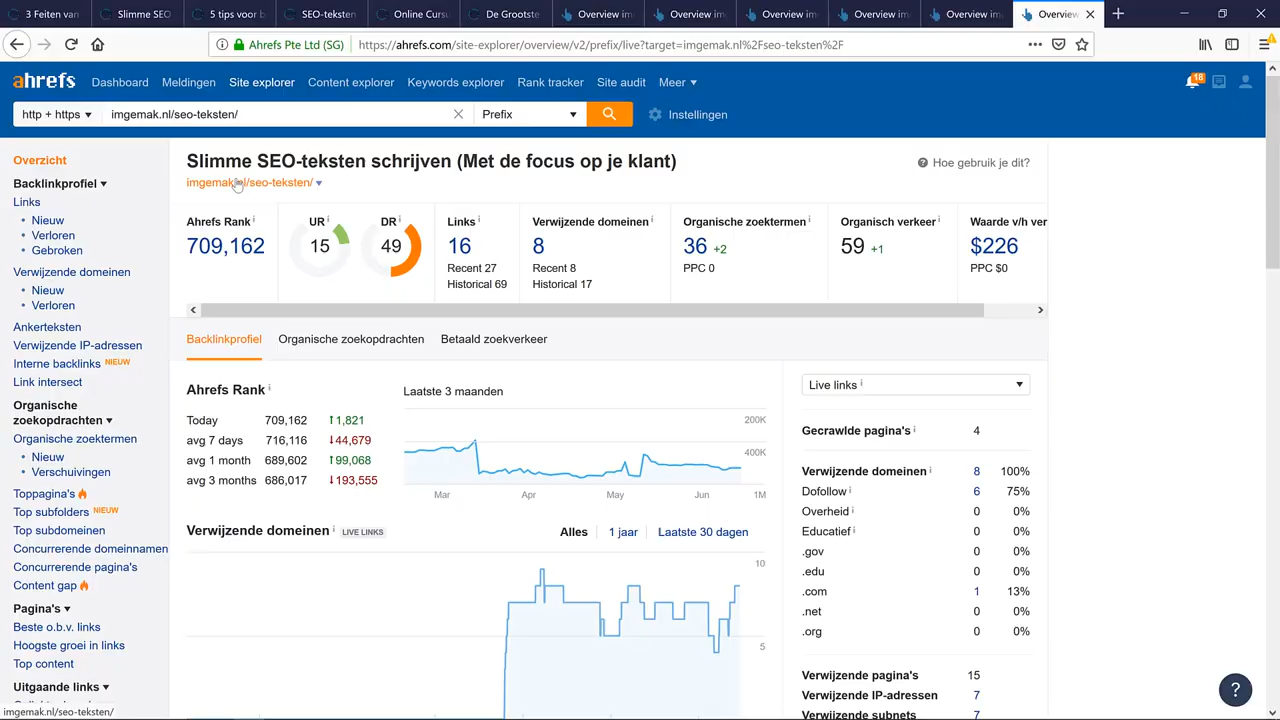 3 Feiten van
Slimme SEO
5 tips voor b
SEO-teksten
Online Cursu
De Grootste
Overview im
Overview im
Overview im
Overview im
Overview im
Overview
Ahrefs Pte Ltd (SG)
https://ahrefs.com/site-explorer/overview/v2/prefix/live?target=imgemak.nl%2Fseo-teksten%2F
ahrefs
Dashboard
Meldingen
Site explorer
Content explorer
Keywords explorer
Rank tracker
Site audit
Meer
18
http + https
imgemak.nl/seo-teksten/
Prefix
Instellingen
Overzicht
Backlinkprofiel
Links
Nieuw
Verloren
Gebroken
Verwijzende domeinen
Nieuw
Verloren
Ankerteksten
Verwijzende IP-adressen
Interne backlinks NIEUW
Link intersect
Organische
zoekopdrachten
Organische zoektermen
Nieuw
Verschuivingen
Toppagina's
Top subfolders NIEUW
Top subdomeinen
Concurrerende domeinnamen
Concurrerende pagina's
Content gap
Pagina's
Beste o.b.v. links
Hoogste groei in links
Top content
Uitgaande links
imgemak.nl/seo-teksten/
Slimme SEO-teksten schrijven (Met de focus op je klant)
Hoe gebruik je dit?
imgemak.nl/seo-teksten/
Ahrefs Rank
709,162
UR
15
DR
49
Links
16
Recent 27
Historical 69
Verwijzende domeinen
8
Recent 8
Historical 17
Organische zoektermen
36 +2
PPC 0
Organisch verkeer
59 +1
Waarde v/h ver
$226
PPC $0
Backlinkprofiel
Organische zoekopdrachten
Betaald zoekverkeer
Ahrefs Rank
Today 709,162 ↑1,821
avg 7 days 716,116 ↓44,679
avg 1 month 689,602 ↑99,068
avg 3 months 686,017 ↓193,555
Laatste 3 maanden
200K
400K
Mar Apr May Jun 1M
Verwijzende domeinen LIVE LINKS
Alles 1 jaar Laatste 30 dagen
10
5
Live links
Gecrawlde pagina's 4
Verwijzende domeinen 8 100%
Dofollow 6 75%
Overheid 0 0%
Educatief 0 0%
.gov 0 0%
.edu 0 0%
.com 1 13%
.net 0 0%
.org 0 0%
Verwijzende pagina's 15
Verwijzende IP-adressen 7
Verwijzende subnets 7
?